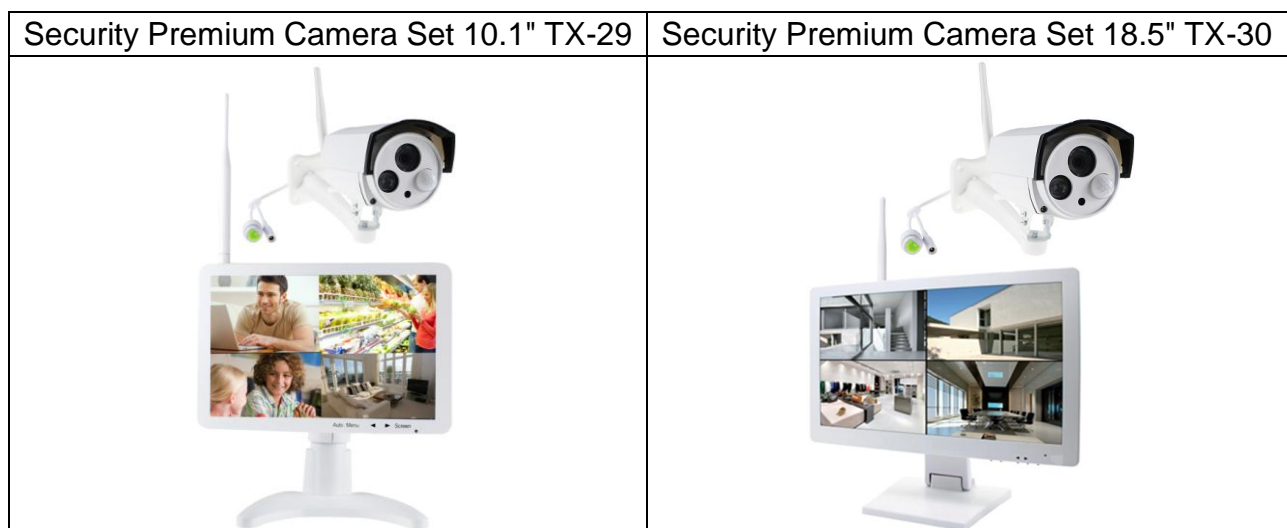 Security Premium Camera Set 10.1" TX-29
Security Premium Camera Set 18.5" TX-30
Auto Menu ◄ ► Screen